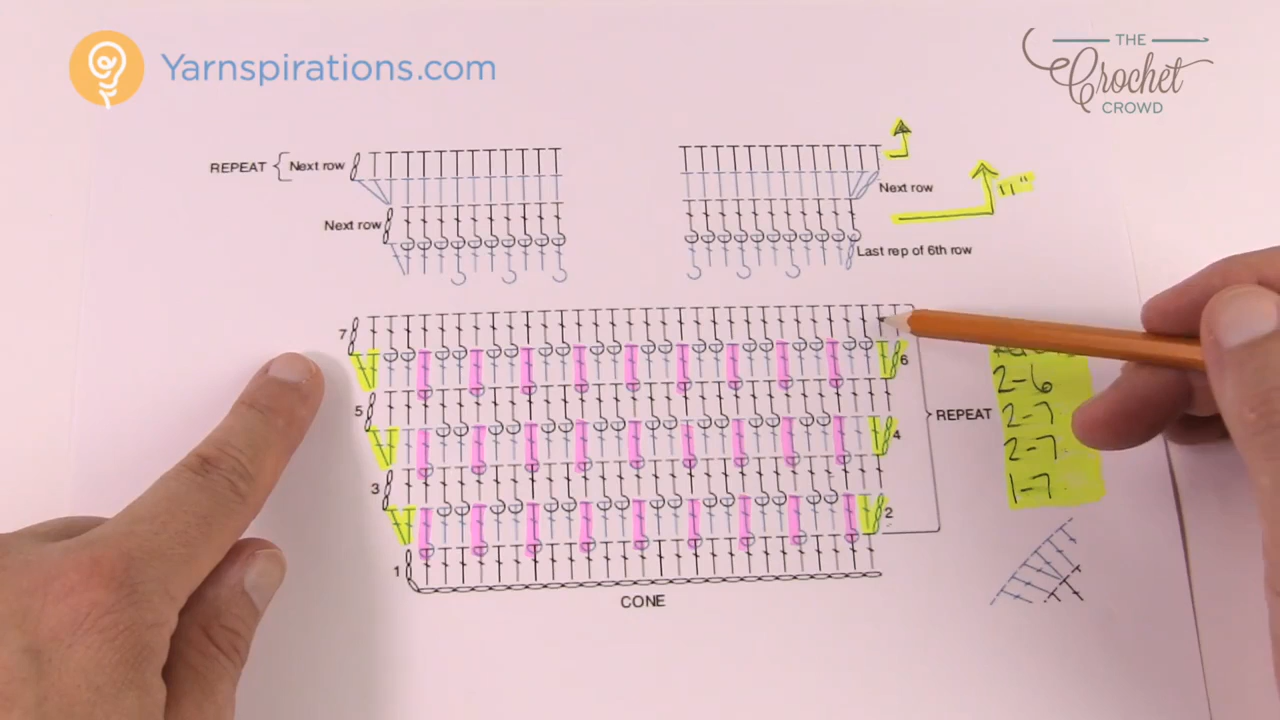 Yarnspirations.com
THE
Crochet
CROWD
REPEAT { Next row
Next row
Next row
11"
Last rep of 6th row
7
6
5
4
3
2
1
REPEAT
2-6
2-7
2-7
1-7
CONE